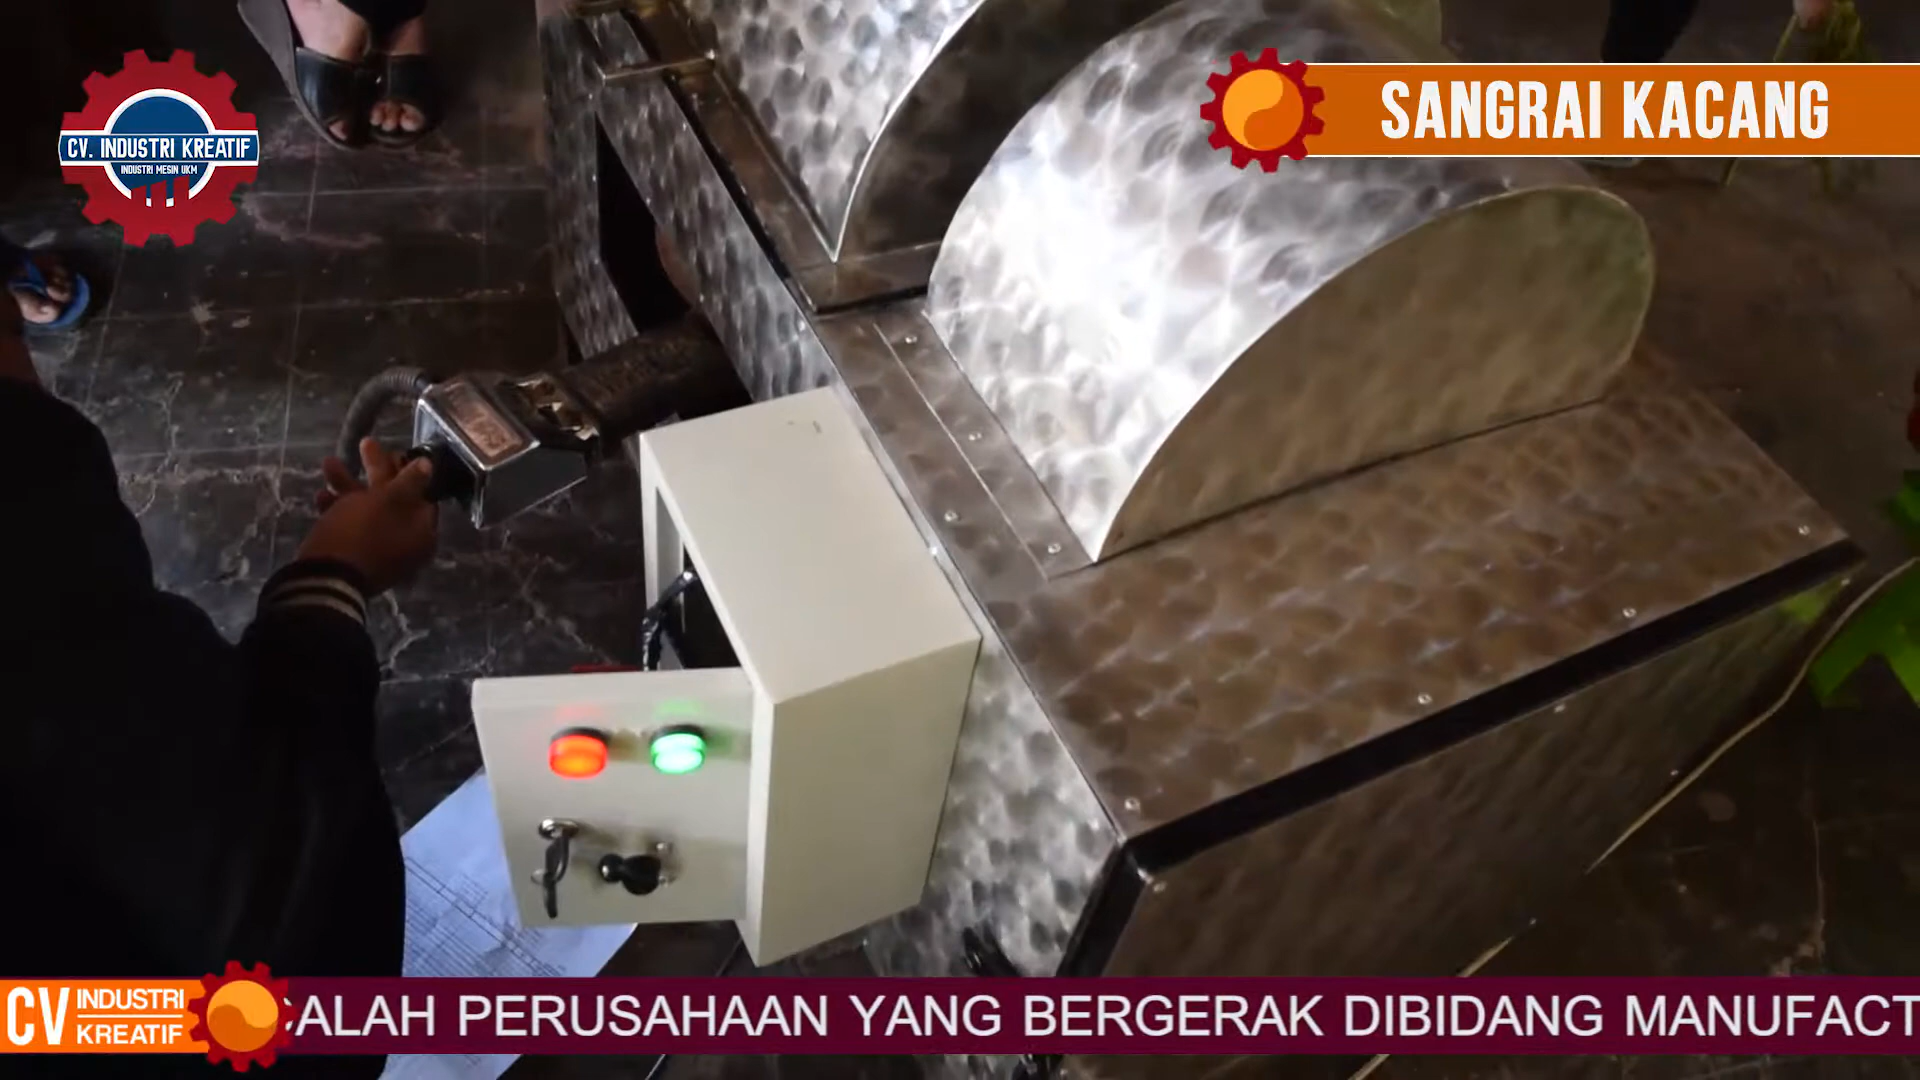 CV. INDUSTRI KREATIF
INDUSTRI MESIN UKM
SANGRAI KACANG
CV INDUSTRI
KREATIF
ALAH PERUSAHAAN YANG BERGERAK DIBIDANG MANUFACT